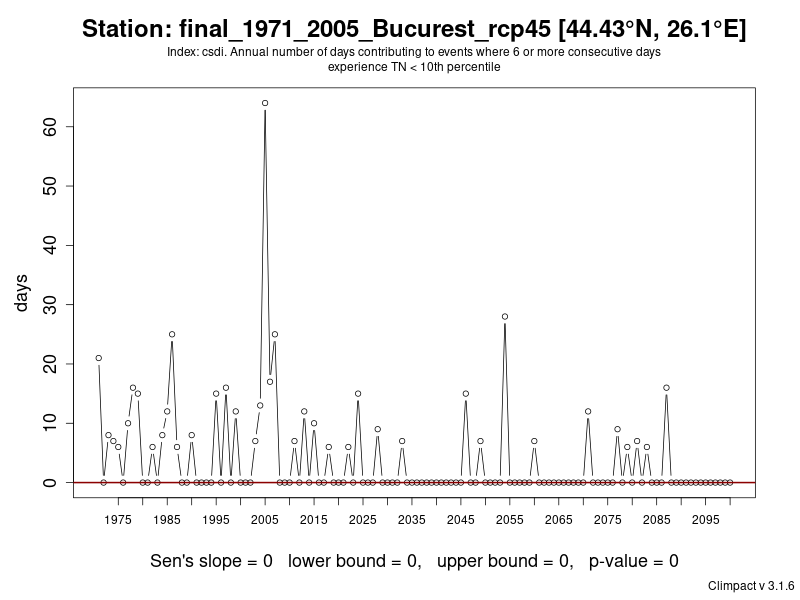 Station: final_1971_2005_Bucurest_rcp45 [44.43°N, 26.1°E]
Index: csdi. Annual number of days contributing to events where 6 or more consecutive days
experience TN < 10th percentile
days
60
50
40
30
20
10
0
1975 1985 1995 2005 2015 2025 2035 2045 2055 2065 2075 2085 2095
Sen's slope = 0 lower bound = 0, upper bound = 0, p-value = 0
Climpact v 3.1.6